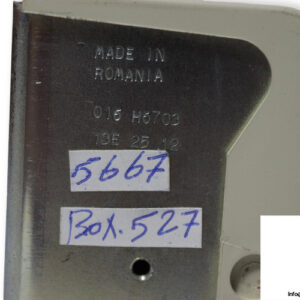 MADE IN
ROMANIA
016 H6703
19E 25 12
5667
Box.527